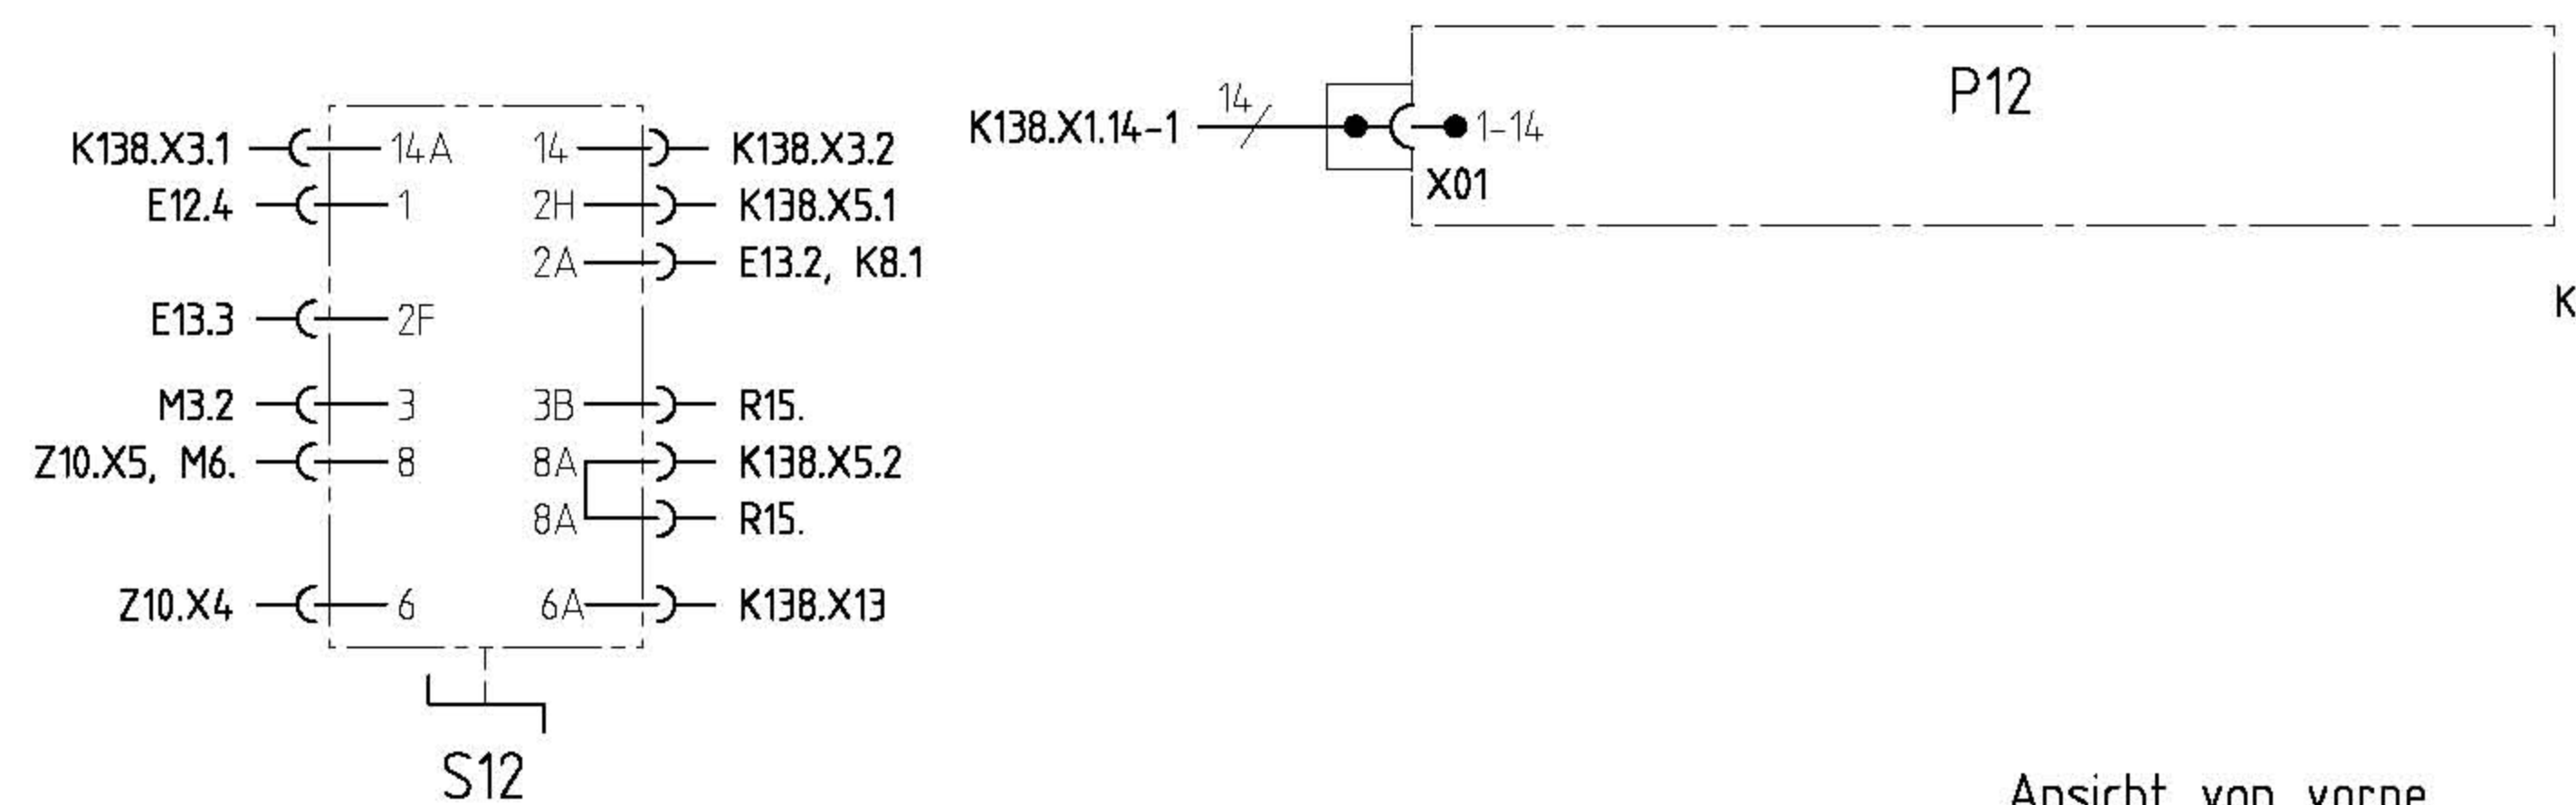 P12
14
K138.X1.14-1
1-14
X01
K138.X3.1 14A 14 K138.X3.2
E12.4 1 2H K138.X5.1
2A E13.2, K8.1
E13.3 2F
K
M3.2 3 3B R15.
Z10.X5, M6. 8 8A K138.X5.2
8A R15.
Z10.X4 6 6A K138.X13
S12
Ansicht von vorne